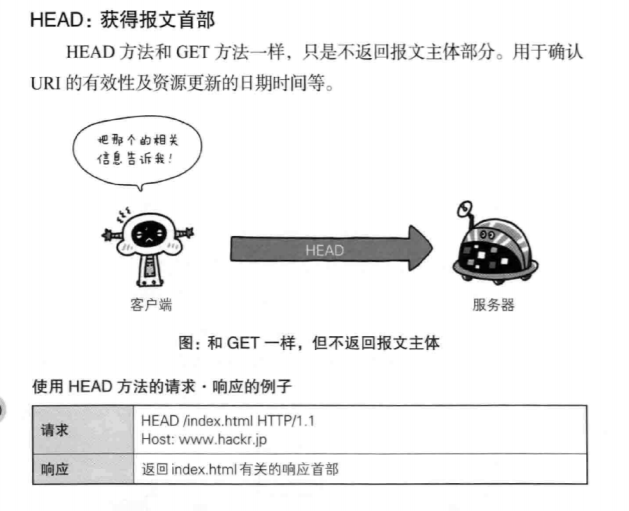 HEAD：获得报文首部
HEAD 方法和 GET 方法一样，只是不返回报文主体部分。用于确认
URI 的有效性及资源更新的日期时间等。
把那个的相关
信息告诉我！
HEAD
客户端
服务器
图：和 GET 一样，但不返回报文主体
使用 HEAD 方法的请求·响应的例子
请求
HEAD /index.html HTTP/1.1
Host: www.hackr.jp
响应
返回 index.html 有关的响应首部